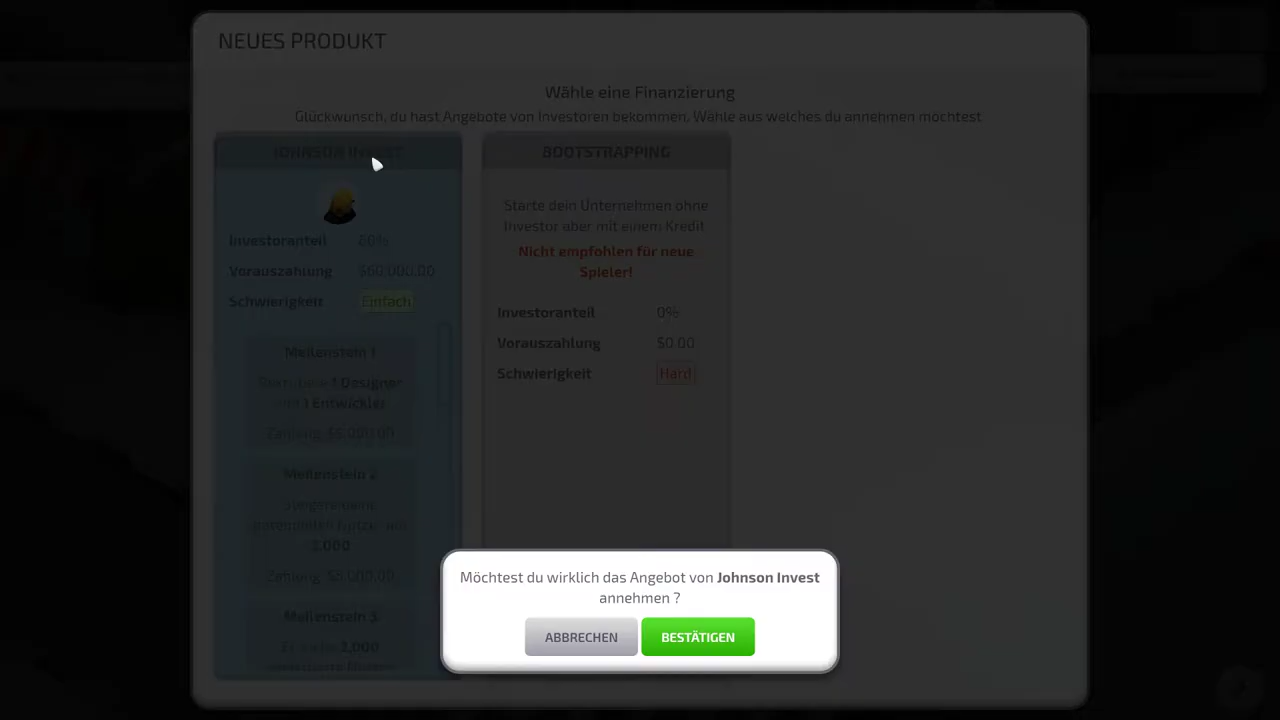 NEUES PRODUKT
Wähle eine Finanzierung
Glückwunsch, du hast Angebote von Investoren bekommen. Wähle aus welches du annehmen möchtest
JOHNSON INVEST
Investoranteil
Vorauszahlung $60,000.00
Schwierigkeit Einfach
Meilenstein 1
1 Designer
und 1 Entwickler
Zahlung: $5,000.00
Meilenstein 2
2,000
Zahlung: $5,000.00
Meilenstein 3
2,000
BOOTSTRAPPING
Starte dein Unternehmen ohne
Investor aber mit einem Kredit
Nicht empfohlen für neue
Spieler!
Investoranteil 0%
Vorauszahlung $0.00
Schwierigkeit Hard
Möchtest du wirklich das Angebot von Johnson Invest
annehmen ?
ABBRECHEN
BESTÄTIGEN